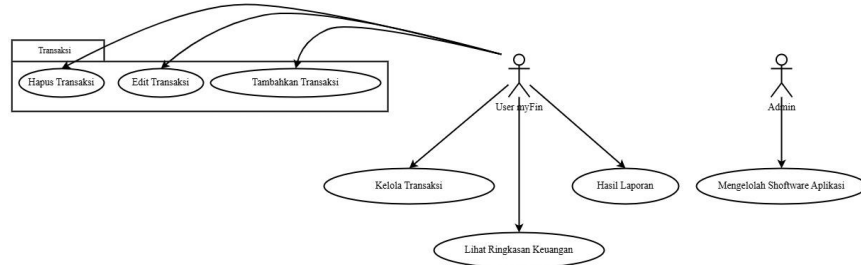 Transaksi
Hapus Transaksi
Edit Transaksi
Tambahkan Transaksi
User myFin
Admin
Kelola Transaksi
Hasil Laporan
Mengelolah Shoftware Aplikasi
Lihat Ringkasan Keuangan